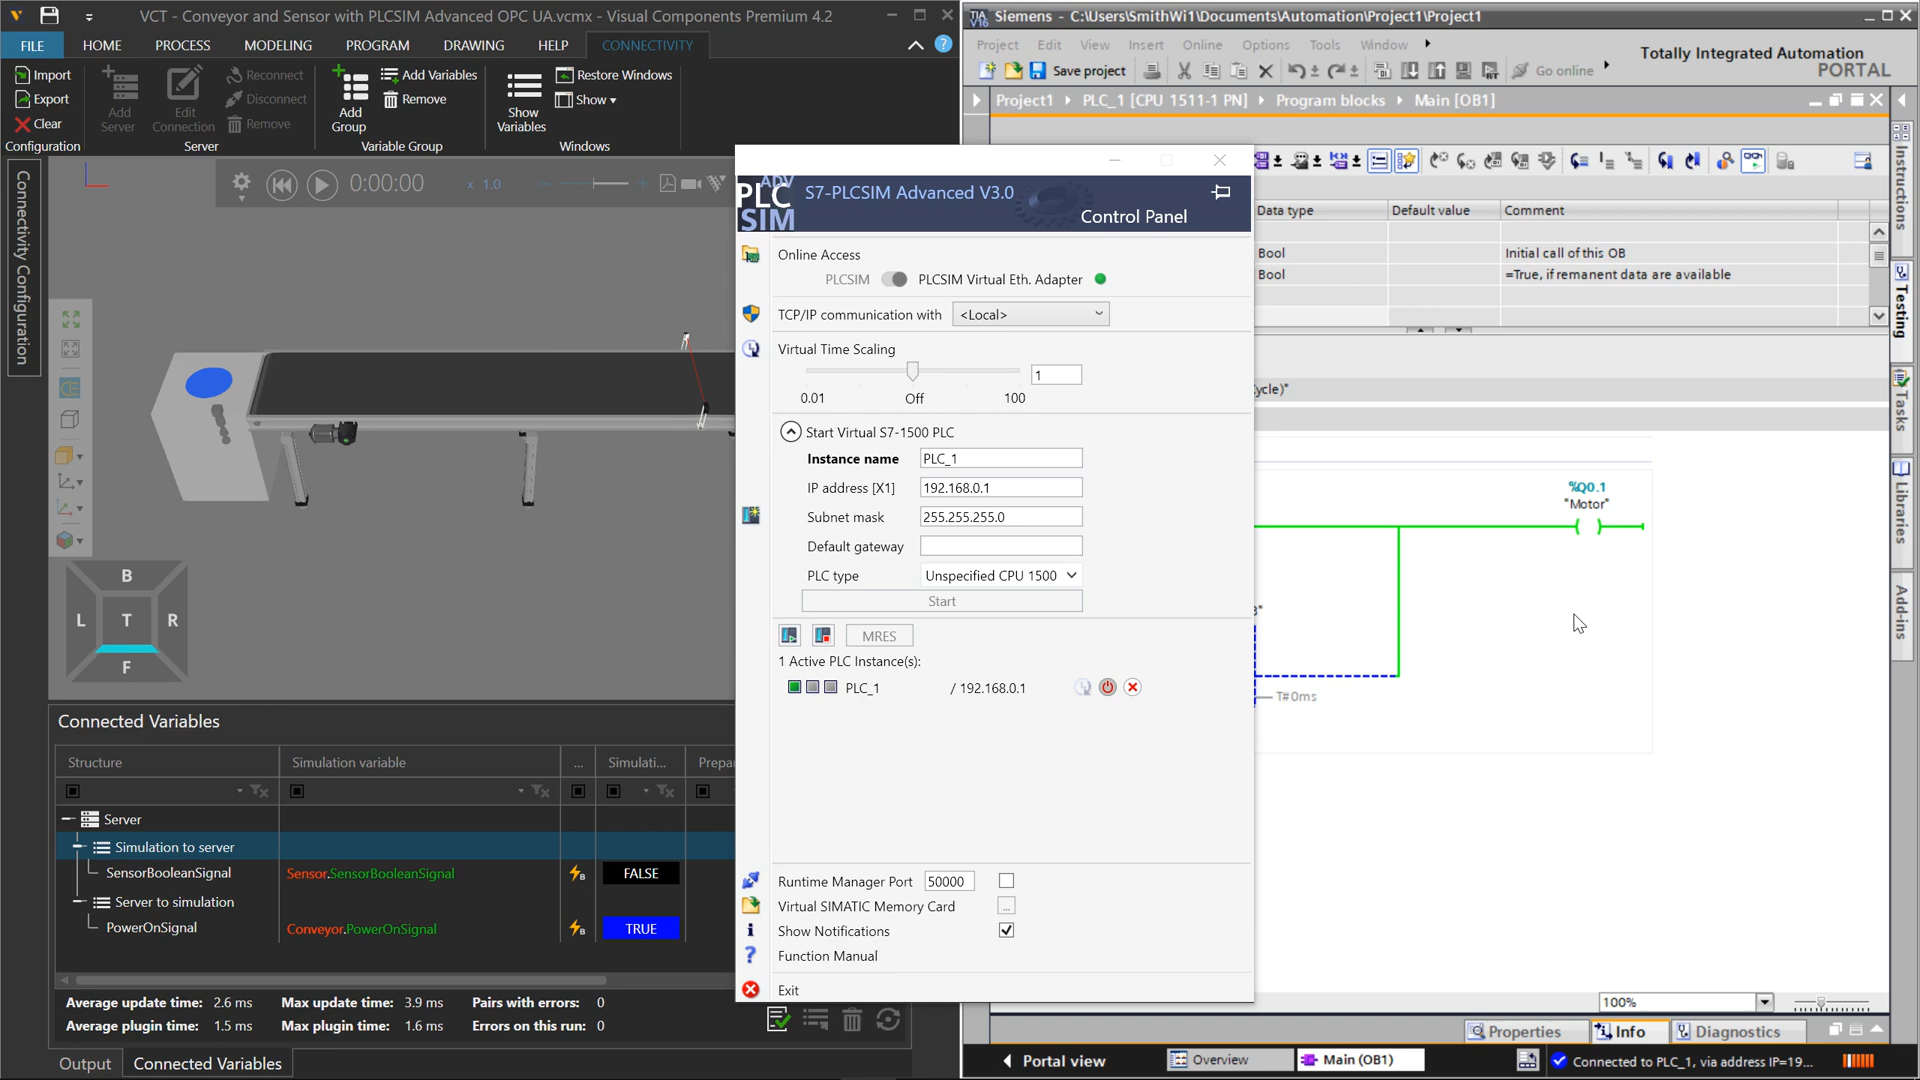 VCT - Conveyor and Sensor with PLCSIM Advanced OPC UA.vcmx - Visual Components Premium 4.2
FILE HOME PROCESS MODELING PROGRAM DRAWING HELP CONNECTIVITY
Import
Export
Clear
Configuration
Add Server
Edit Connection
Reconnect
Disconnect
Remove
Server
Add Group
Add Variables
Remove
Variable Group
Show Variables
Restore Windows
Show
Windows
Connectivity Configuration
0:00:00
x 1.0
B
L T R
F
Connected Variables
Structure Simulation variable ... Simulati... Prepa
Server
Simulation to server
SensorBooleanSignal Sensor.SensorBooleanSignal FALSE
Server to simulation
PowerOnSignal Conveyor.PowerOnSignal TRUE
Average update time: 2.6 ms Max update time: 3.9 ms Pairs with errors: 0
Average plugin time: 1.5 ms Max plugin time: 1.6 ms Errors on this run: 0
Output Connected Variables
ADV
PLC
SIM
S7-PLCSIM Advanced V3.0
Control Panel
Online Access
PLCSIM PLCSIM Virtual Eth. Adapter
TCP/IP communication with <Local>
Virtual Time Scaling
1
0.01 Off 100
Start Virtual S7-1500 PLC
Instance name PLC_1
IP address [X1] 192.168.0.1
Subnet mask 255.255.255.0
Default gateway
PLC type Unspecified CPU 1500
Start
MRES
1 Active PLC Instance(s):
PLC_1 / 192.168.0.1
Runtime Manager Port 50000
Virtual SIMATIC Memory Card ...
Show Notifications
Function Manual
Exit
TIA V16
Siemens - C:\Users\SmithWi1\Documents\Automation\Project1\Project1
Project Edit View Insert Online Options Tools Window
Totally Integrated Automation
PORTAL
Save project
Go online
Project1 PLC_1 [CPU 1511-1 PN] Program blocks Main [OB1]
Data type Default value Comment
Bool Initial call of this OB
Bool =True, if remanent data are available
ycle)"
%Q0.1
"Motor"
T#0ms
100%
Properties Info Diagnostics
Portal view Overview Main (OB1) Connected to PLC_1, via address IP=19...
Instructions
Testing
Tasks
Libraries
Add-ins